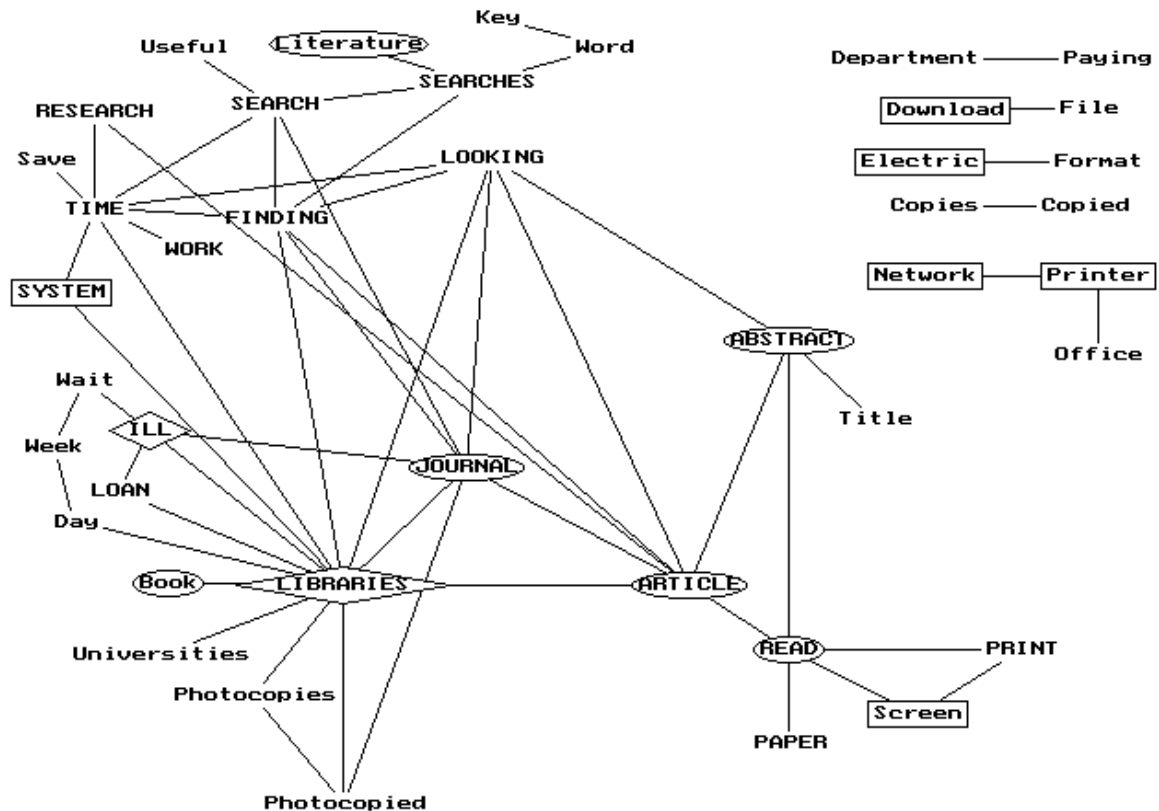 Key
Useful
Literature
Word
Department
Paying
SEARCHES
RESEARCH
SEARCH
Download
File
Save
LOOKING
Electric
Format
TIME
FINDING
Copies
Copied
WORK
SYSTEM
Network
Printer
ABSTRACT
Office
Wait
Title
ILL
Week
JOURNAL
LOAN
Day
Book
LIBRARIES
ARTICLE
Universities
READ
PRINT
Photocopies
Screen
PAPER
Photocopied